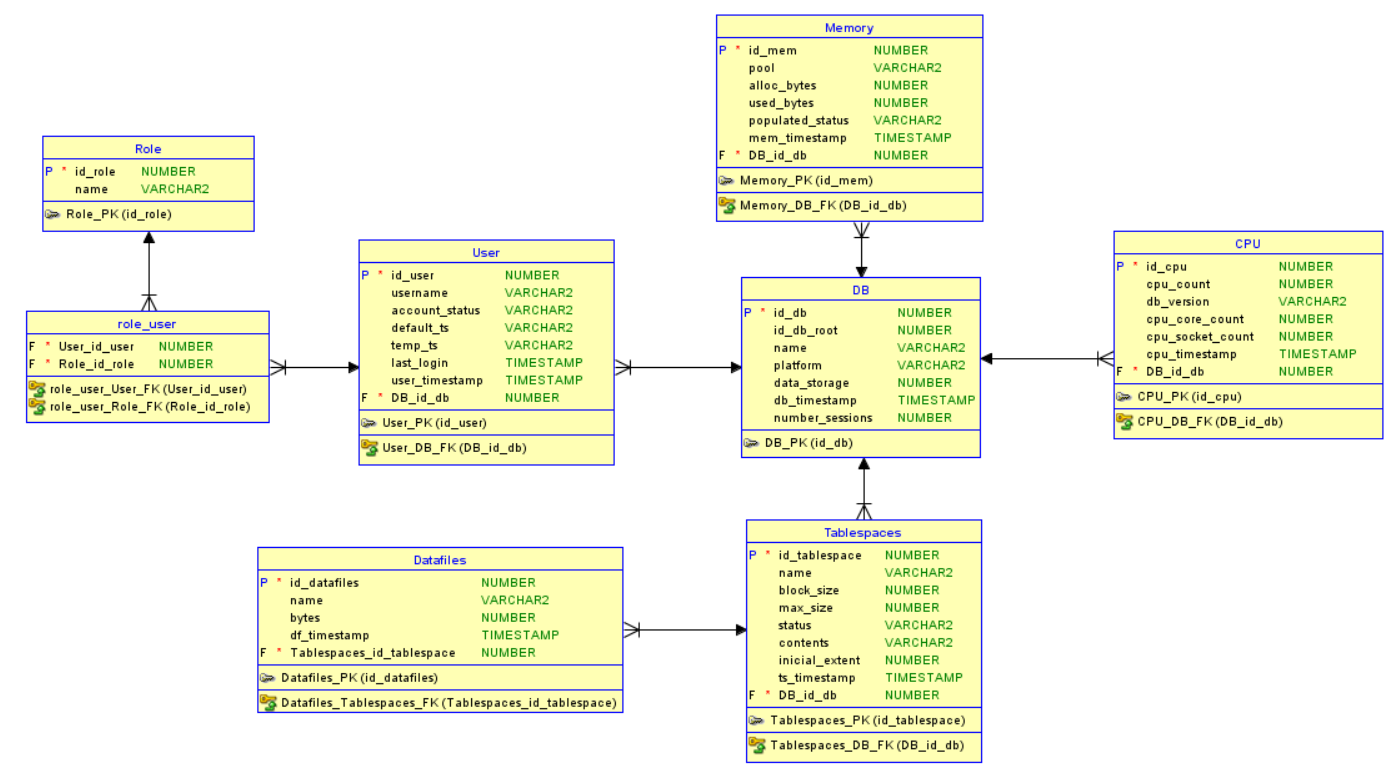 Memory
P * id_mem NUMBER
pool VARCHAR2
alloc_bytes NUMBER
used_bytes NUMBER
populated_status VARCHAR2
mem_timestamp TIMESTAMP
F * DB_id_db NUMBER
Memory_PK (id_mem)
Memory_DB_FK (DB_id_db)
Role
P * id_role NUMBER
name VARCHAR2
Role_PK (id_role)
role_user
F * User_id_user NUMBER
F * Role_id_role NUMBER
role_user_User_FK (User_id_user)
role_user_Role_FK (Role_id_role)
User
P * id_user NUMBER
username VARCHAR2
account_status VARCHAR2
default_ts VARCHAR2
temp_ts VARCHAR2
last_login TIMESTAMP
user_timestamp TIMESTAMP
F * DB_id_db NUMBER
User_PK (id_user)
User_DB_FK (DB_id_db)
DB
P * id_db NUMBER
id_db_root NUMBER
name VARCHAR2
platform VARCHAR2
data_storage NUMBER
db_timestamp TIMESTAMP
number_sessions NUMBER
DB_PK (id_db)
CPU
P * id_cpu NUMBER
cpu_count NUMBER
db_version VARCHAR2
cpu_core_count NUMBER
cpu_socket_count NUMBER
cpu_timestamp TIMESTAMP
F * DB_id_db NUMBER
CPU_PK (id_cpu)
CPU_DB_FK (DB_id_db)
Datafiles
P * id_datafiles NUMBER
name VARCHAR2
bytes NUMBER
df_timestamp TIMESTAMP
F * Tablespaces_id_tablespace NUMBER
Datafiles_PK (id_datafiles)
Datafiles_Tablespaces_FK (Tablespaces_id_tablespace)
Tablespaces
P * id_tablespace NUMBER
name VARCHAR2
block_size NUMBER
max_size NUMBER
status VARCHAR2
contents VARCHAR2
inicial_extent NUMBER
ts_timestamp TIMESTAMP
F * DB_id_db NUMBER
Tablespaces_PK (id_tablespace)
Tablespaces_DB_FK (DB_id_db)